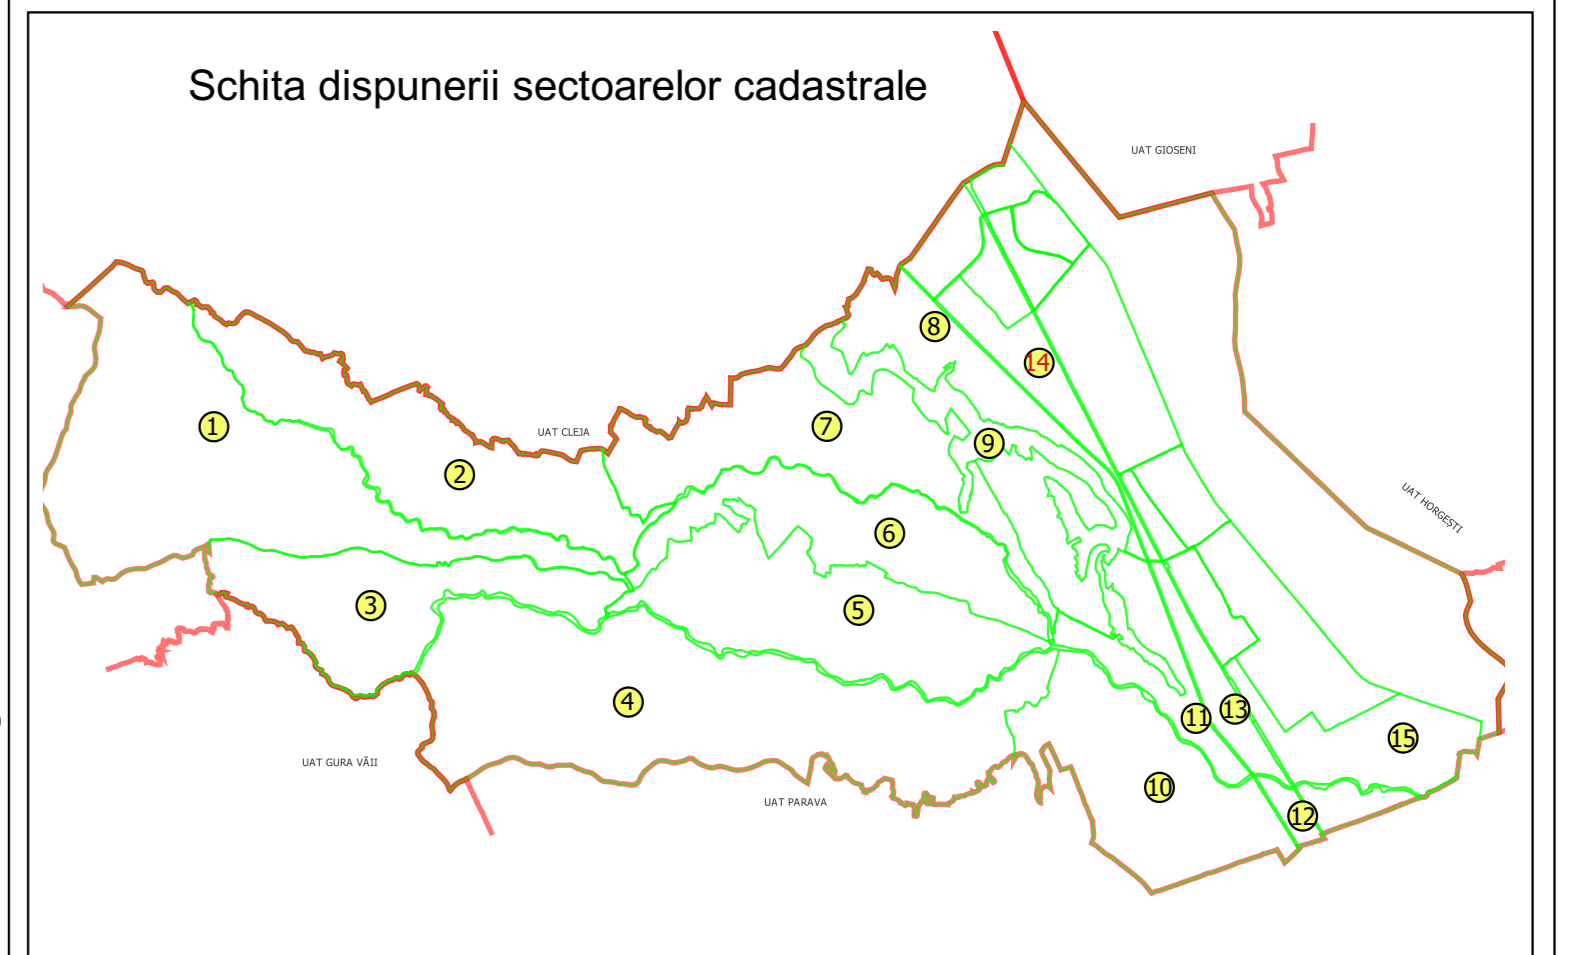 Schita dispunerii sectoarelor cadastrale
UAT GIOSENI
8
14
1
7
UAT CLEJA
9
2
UAT HORGEȘTI
6
3
5
4
11
13
15
UAT GURA VĂII
10
UAT PARAVA
12